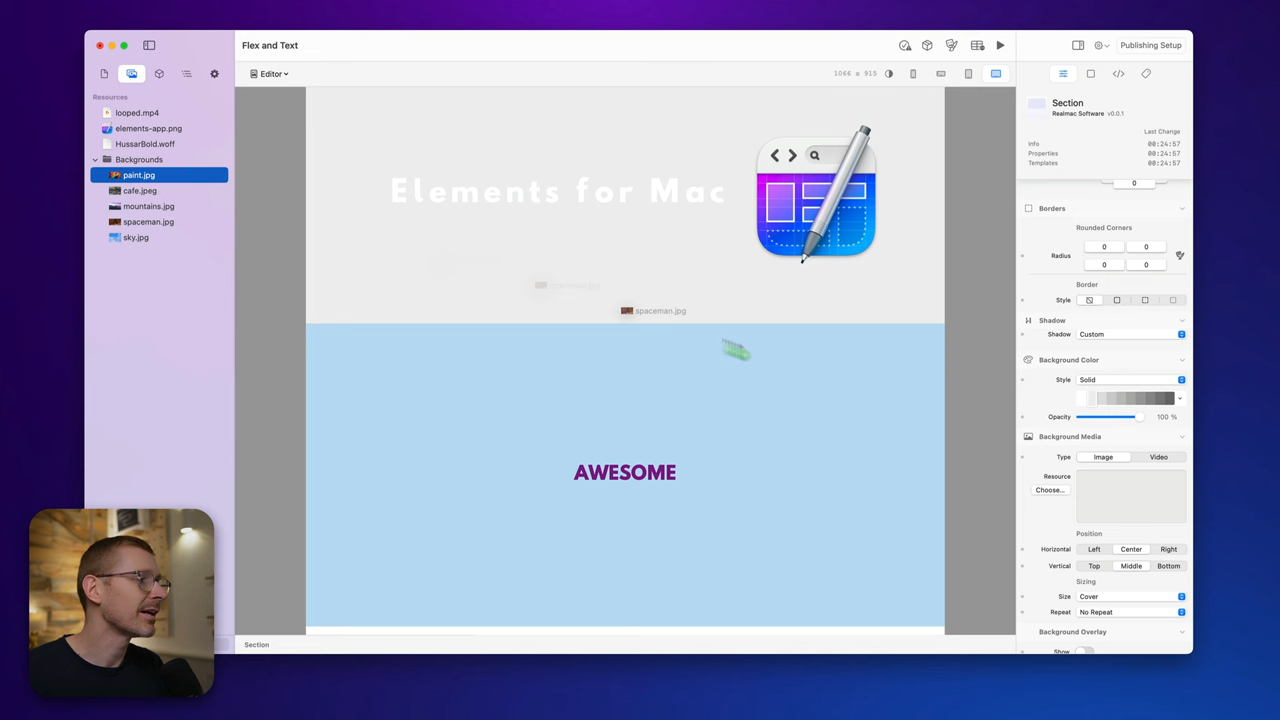 Flex and Text
Publishing Setup
Editor
1066 x 915
Resources
looped.mp4
elements-app.png
HussarBold.woff
Backgrounds
paint.jpg
cafe.jpeg
mountains.jpg
spaceman.jpg
sky.jpg
Elements for Mac
spaceman.jpg
AWESOME
Section
Section
Realmac Software v0.0.1
Last Change
Info 00:24:57
Properties 00:24:57
Templates 00:24:57
0
Borders
Rounded Corners
0 0
Radius
0 0
Border
Style
Shadow
Shadow Custom
Background Color
Style Solid
Opacity 100 %
Background Media
Type Image Video
Resource
Choose...
Position
Horizontal Left Center Right
Vertical Top Middle Bottom
Sizing
Size Cover
Repeat No Repeat
Background Overlay
Show